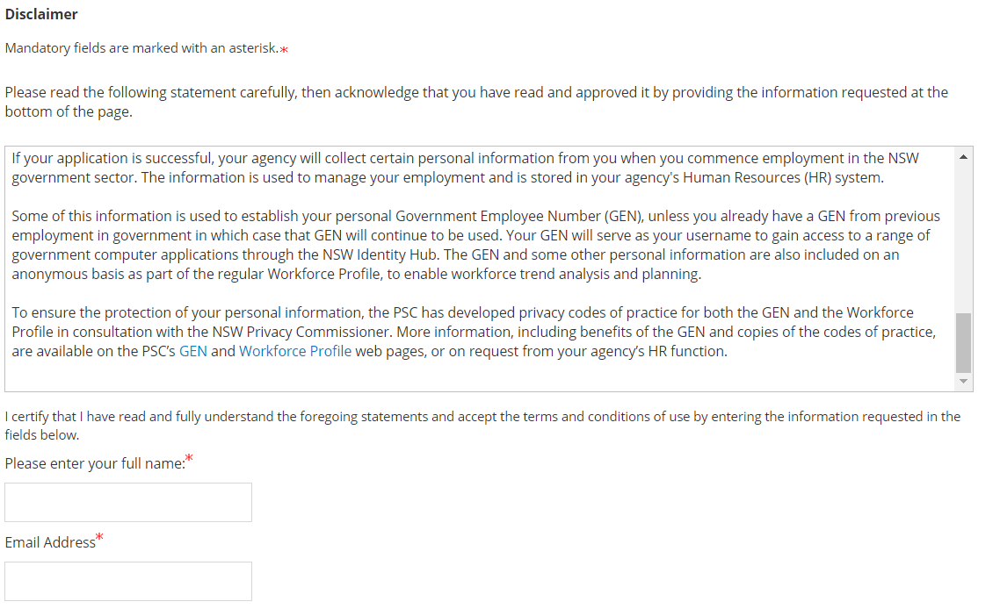 Disclaimer
Mandatory fields are marked with an asterisk.*
Please read the following statement carefully, then acknowledge that you have read and approved it by providing the information requested at the
bottom of the page.
If your application is successful, your agency will collect certain personal information from you when you commence employment in the NSW
government sector. The information is used to manage your employment and is stored in your agency's Human Resources (HR) system.
Some of this information is used to establish your personal Government Employee Number (GEN), unless you already have a GEN from previous
employment in government in which case that GEN will continue to be used. Your GEN will serve as your username to gain access to a range of
government computer applications through the NSW Identity Hub. The GEN and some other personal information are also included on an
anonymous basis as part of the regular Workforce Profile, to enable workforce trend analysis and planning.
To ensure the protection of your personal information, the PSC has developed privacy codes of practice for both the GEN and the Workforce
Profile in consultation with the NSW Privacy Commissioner. More information, including benefits of the GEN and copies of the codes of practice,
are available on the PSC's GEN and Workforce Profile web pages, or on request from your agency’s HR function.
I certify that I have read and fully understand the foregoing statements and accept the terms and conditions of use by entering the information requested in the
fields below.
Please enter your full name:*
Email Address*